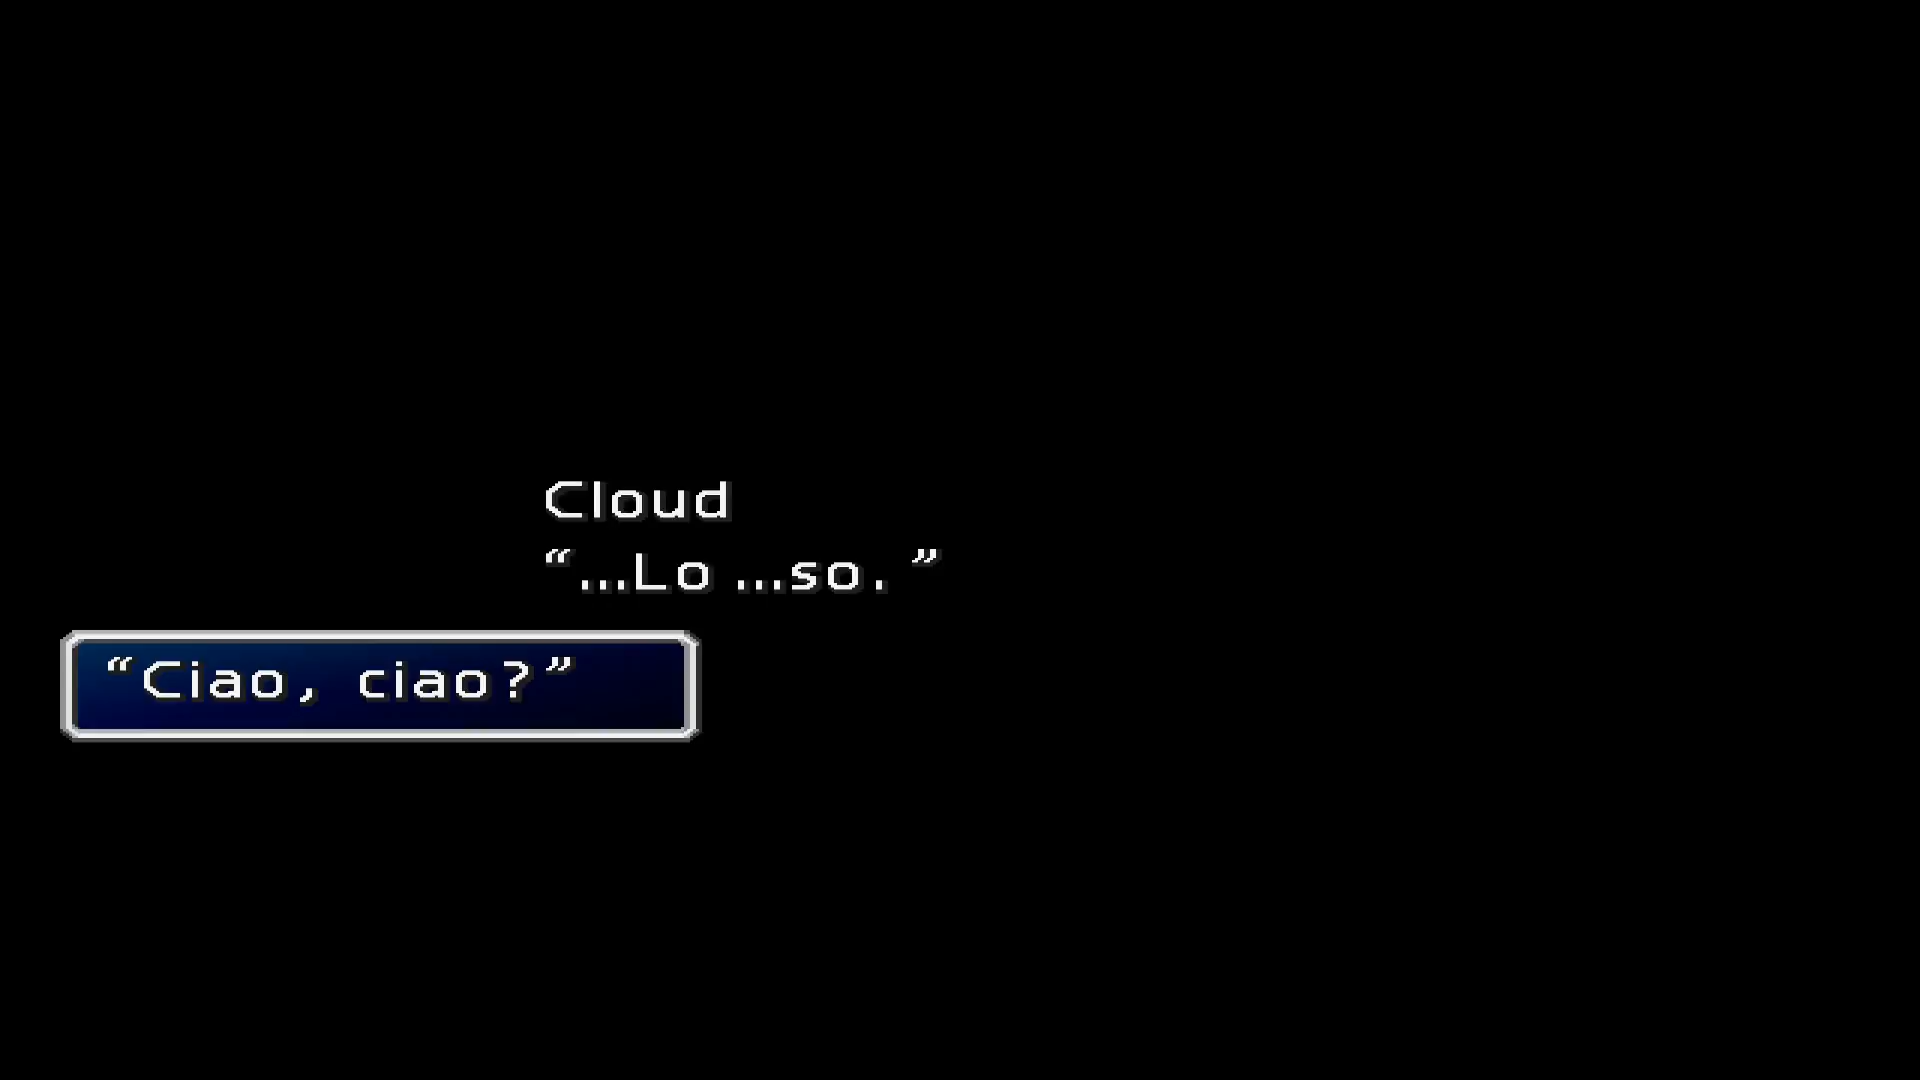 Cloud
“…Lo …so. ”
“Ciao, ciao?”